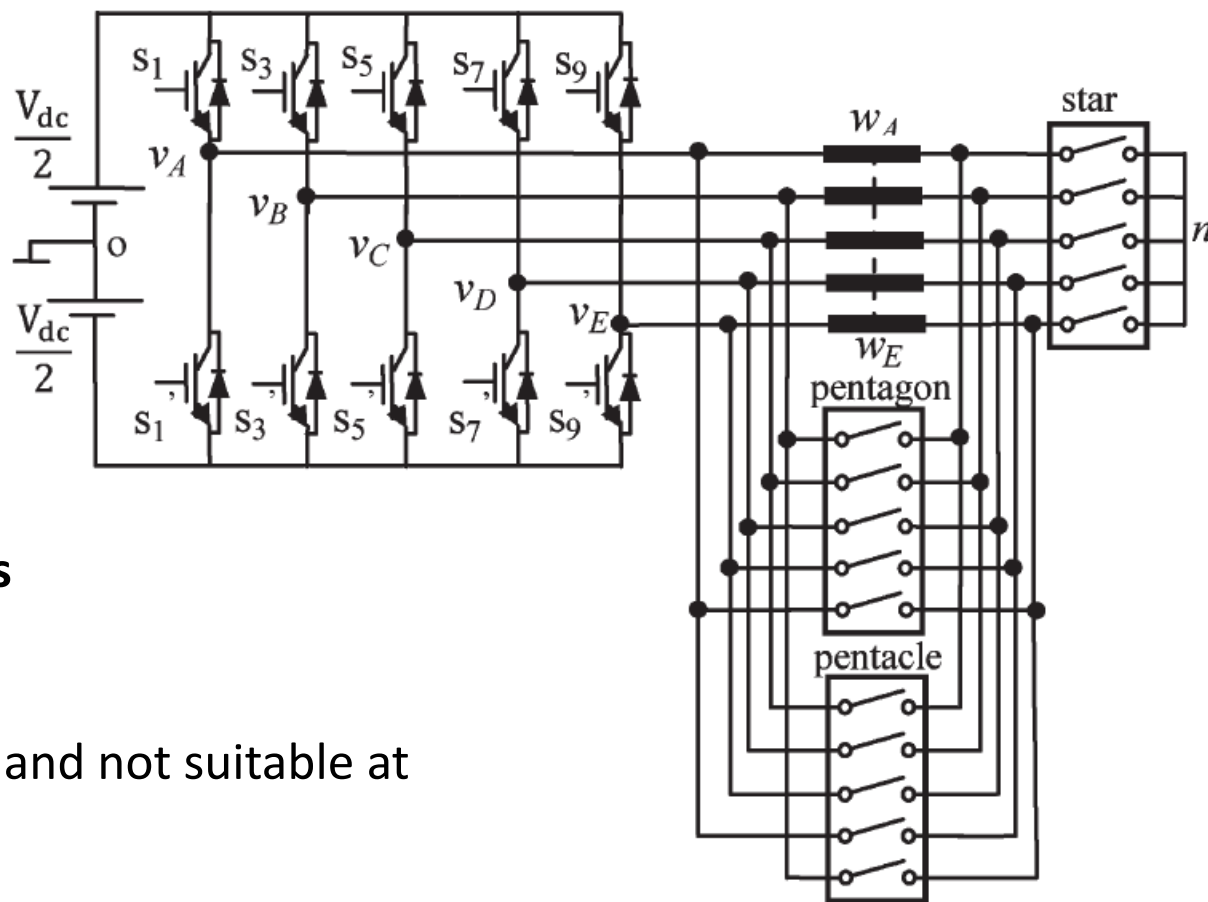 s₁ s₃ s₅ s₇ s₉
V_dc
2
v_A
v_B
v_C
v_D
v_E
o
V_dc
2
s₁' s₃' s₅' s₇' s₉'
w_A
w_E
star
n
pentagon
pentacle
s
and not suitable at